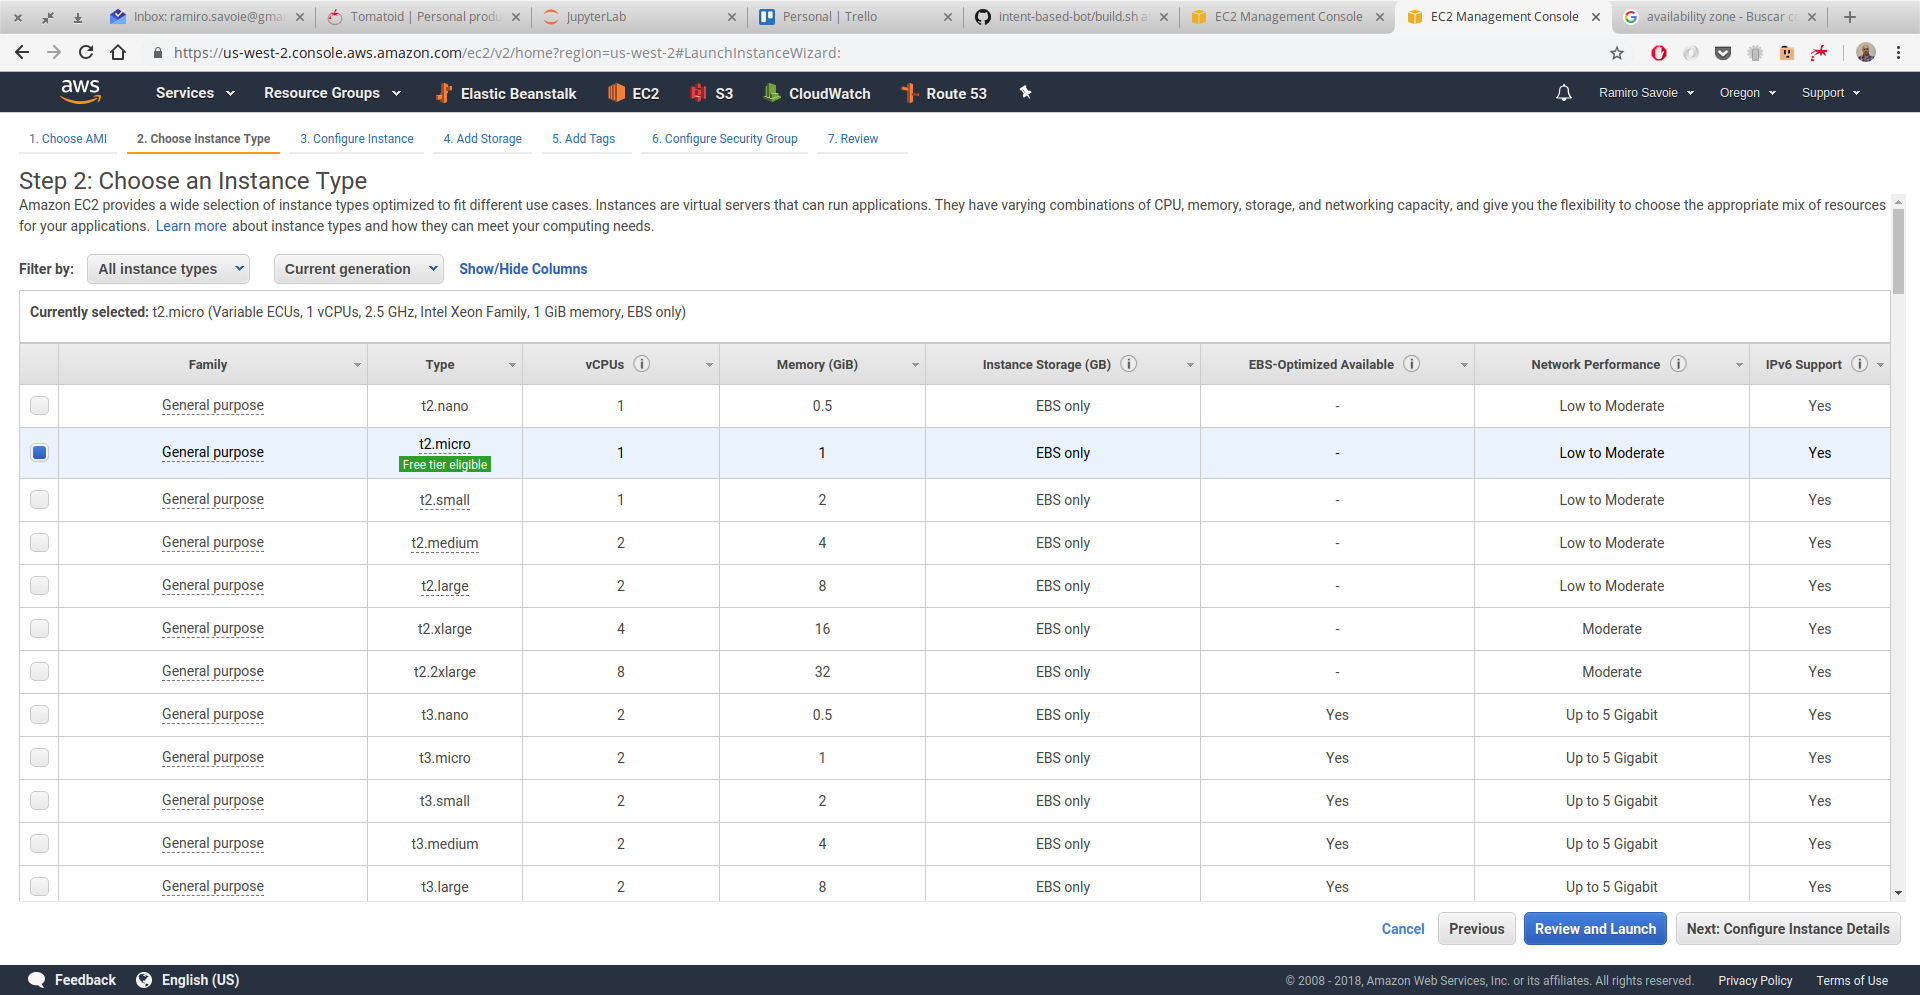 Inbox: ramiro.savoie@gma
Tomatoid | Personal produ
JupyterLab
Personal | Trello
intent-based-bot/build.sh a
EC2 Management Console
EC2 Management Console
availability zone - Buscar c
https://us-west-2.console.aws.amazon.com/ec2/v2/home?region=us-west-2#LaunchInstanceWizard:
aws Services Resource Groups Elastic Beanstalk EC2 S3 CloudWatch Route 53 Ramiro Savoie Oregon Support
1. Choose AMI 2. Choose Instance Type 3. Configure Instance 4. Add Storage 5. Add Tags 6. Configure Security Group 7. Review
Step 2: Choose an Instance Type
Amazon EC2 provides a wide selection of instance types optimized to fit different use cases. Instances are virtual servers that can run applications. They have varying combinations of CPU, memory, storage, and networking capacity, and give you the flexibility to choose the appropriate mix of resources
for your applications. Learn more about instance types and how they can meet your computing needs.
Filter by: All instance types Current generation Show/Hide Columns
Currently selected: t2.micro (Variable ECUs, 1 vCPUs, 2.5 GHz, Intel Xeon Family, 1 GiB memory, EBS only)
Family Type vCPUs Memory (GiB) Instance Storage (GB) EBS-Optimized Available Network Performance IPv6 Support
General purpose t2.nano 1 0.5 EBS only - Low to Moderate Yes
General purpose t2.micro 1 1 EBS only - Low to Moderate Yes
Free tier eligible
General purpose t2.small 1 2 EBS only - Low to Moderate Yes
General purpose t2.medium 2 4 EBS only - Low to Moderate Yes
General purpose t2.large 2 8 EBS only - Low to Moderate Yes
General purpose t2.xlarge 4 16 EBS only - Moderate Yes
General purpose t2.2xlarge 8 32 EBS only - Moderate Yes
General purpose t3.nano 2 0.5 EBS only Yes Up to 5 Gigabit Yes
General purpose t3.micro 2 1 EBS only Yes Up to 5 Gigabit Yes
General purpose t3.small 2 2 EBS only Yes Up to 5 Gigabit Yes
General purpose t3.medium 2 4 EBS only Yes Up to 5 Gigabit Yes
General purpose t3.large 2 8 EBS only Yes Up to 5 Gigabit Yes
Cancel Previous Review and Launch Next: Configure Instance Details
Feedback English (US) © 2008 - 2018, Amazon Web Services, Inc. or its affiliates. All rights reserved. Privacy Policy Terms of Use